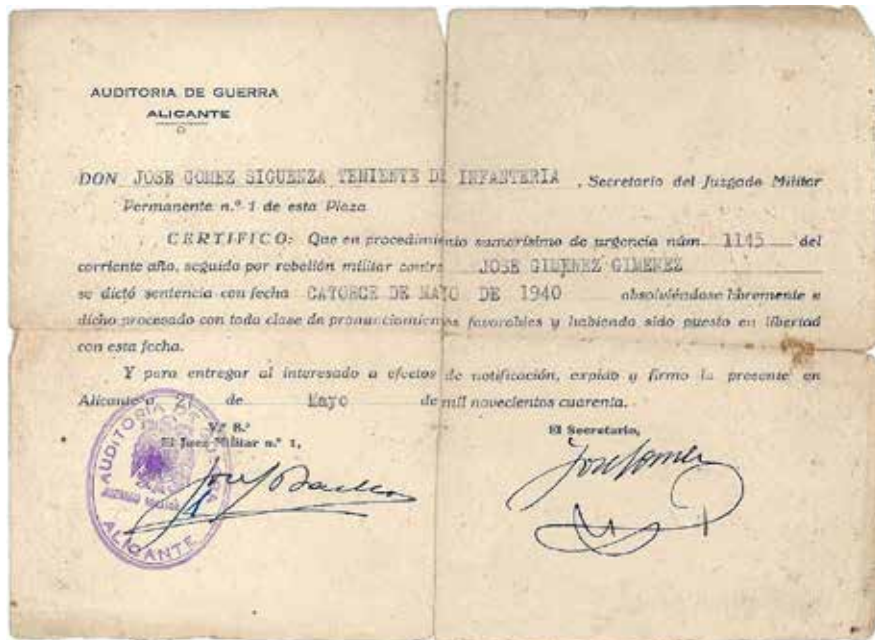 AUDITORIA DE GUERRA
ALICANTE
DON JOSE GOMEZ SIGUENZA TENIENTE DE INFANTERIA , Secretario del Juzgado Militar
Permanente n.º 1 de esta Plaza
CERTIFICO: Que en procedimiento sumarísimo de urgencia núm. 1145 del
corriente año, seguido por rebelión militar contra JOSE GIMENEZ GIMENEZ
se dictó sentencia con fecha CATORCE DE MAYO DE 1940 absolviéndose libremente a
dicho procesado con toda clase de pronunciamientos favorables y habiendo sido puesto en libertad
con esta fecha.
Y para entregar al interesado a efectos de notificación, expido y firmo la presente en
Alicante a de Mayo de mil novecientos cuarenta.
V.º B.º
El Juez Militar n.º 1,
El Secretario,
AUDITORIA DE GUERRA
ALICANTE
Jose Gomez